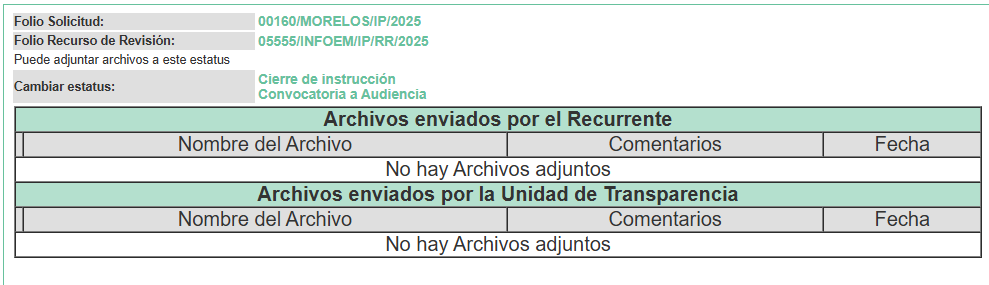 Folio Solicitud: 00160/MORELOS/IP/2025
Folio Recurso de Revisión: 05555/INFOEM/IP/RR/2025
Puede adjuntar archivos a este estatus
Cambiar estatus: Cierre de instrucción
Convocatoria a Audiencia
Archivos enviados por el Recurrente
Nombre del Archivo Comentarios Fecha
No hay Archivos adjuntos
Archivos enviados por la Unidad de Transparencia
Nombre del Archivo Comentarios Fecha
No hay Archivos adjuntos